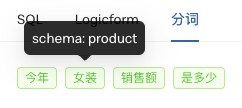 SQL Logicform 分词
schema: product
今年 女装 销售额 是多少